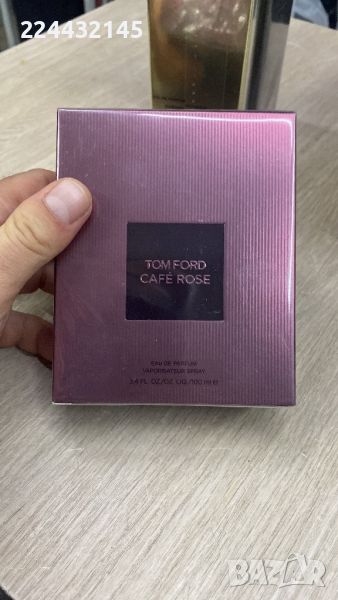 224432145
TOM FORD
CAFÉ ROSE
EAU DE PARFUM
VAPORISATEUR SPRAY
3.4 FL. OZ/OZ. LIQ./100 ml e
BAZAR